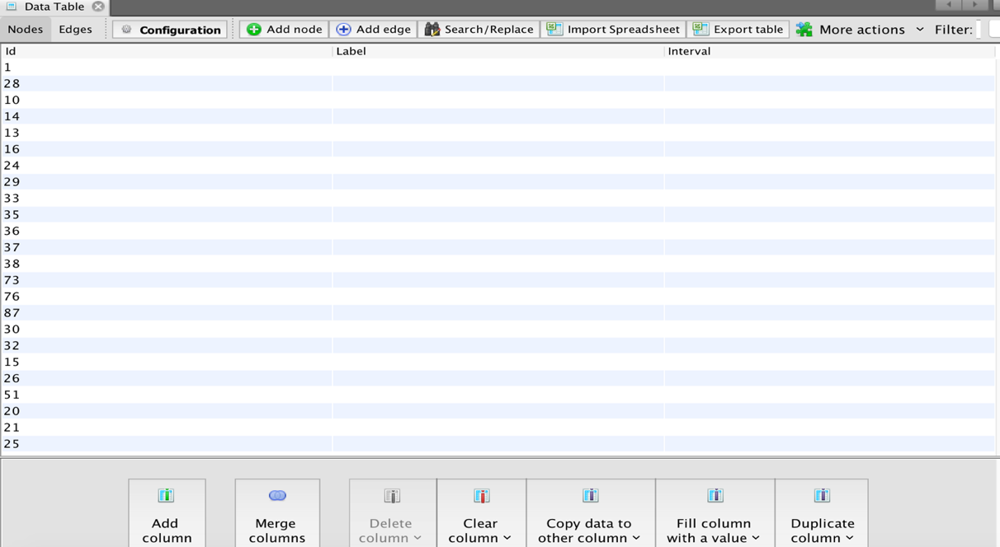 Data Table
Nodes Edges Configuration Add node Add edge Search/Replace Import Spreadsheet Export table More actions Filter:
Id Label Interval
1
28
10
14
13
16
24
29
33
35
36
37
38
73
76
87
30
32
15
26
51
20
21
25
Add column
Merge columns
Delete column
Clear column
Copy data to other column
Fill column with a value
Duplicate column